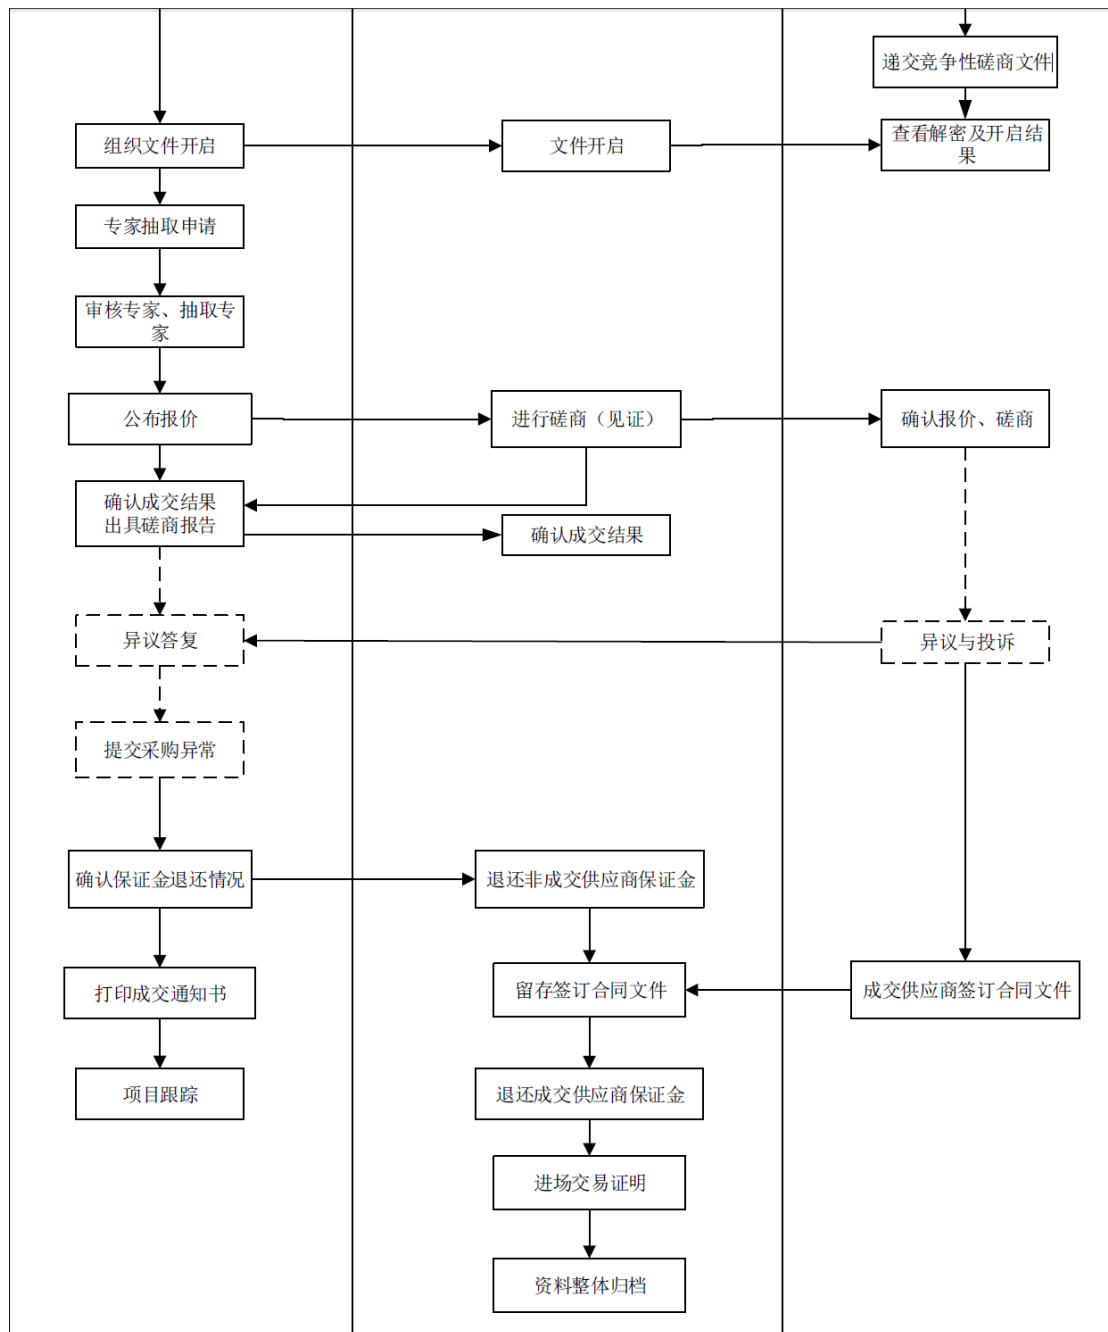 递交竞争性磋商文件
组织文件开启
文件开启
查看解密及开启结
果
专家抽取申请
审核专家、抽取专
家
公布报价
进行磋商（见证）
确认报价、磋商
确认成交结果
出具磋商报告
确认成交结果
异议答复
异议与投诉
提交采购异常
确认保证金退还情况
退还非成交供应商保证金
打印成交通知书
留存签订合同文件
成交供应商签订合同文件
项目跟踪
退还成交供应商保证金
进场交易证明
资料整体归档